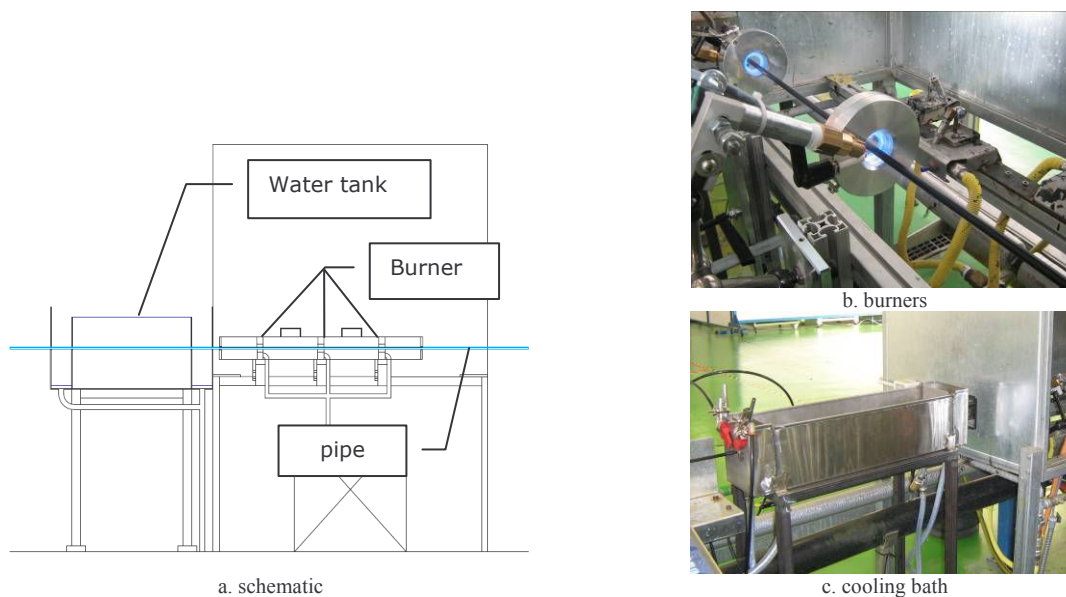 Water tank
Burner
pipe
a. schematic
b. burners
c. cooling bath